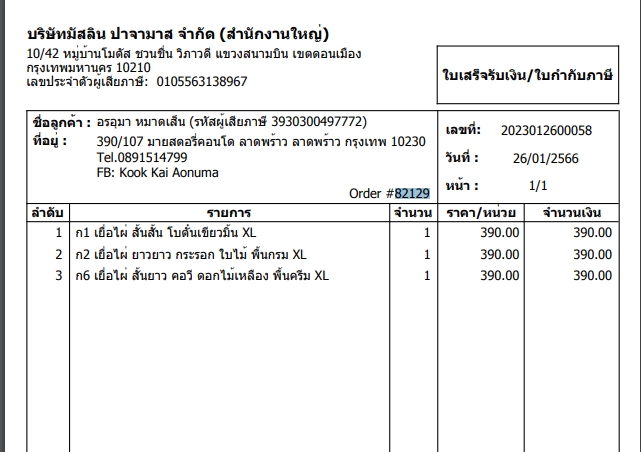 บริษัทมัสลิน ปาจามาส จำกัด (สำนักงานใหญ่)
10/42 หมู่บ้านโมดัส ชวนชื่น วิภาวดี แขวงสนามบิน เขตดอนเมือง
กรุงเทพมหานคร 10210
เลขประจำตัวผู้เสียภาษี: 0105563138967
ใบเสร็จรับเงิน/ใบกำกับภาษี
ชื่อลูกค้า : อรอุมา หมาดเส็น (รหัสผู้เสียภาษี 3930300497772)
ที่อยู่ : 390/107 มายสตอรี่คอนโด ลาดพร้าว ลาดพร้าว กรุงเทพ 10230
Tel.0891514799
FB: Kook Kai Aonuma
Order #82129
เลขที่: 2023012600058
วันที่ : 26/01/2566
หน้า : 1/1
ลำดับ รายการ จำนวน ราคา/หน่วย จำนวนเงิน
1 ก1 เยื่อไผ่ สั้นสั้น โบตั๋นเขียวมิ้น XL 1 390.00 390.00
2 ก2 เยื่อไผ่ ยาวยาว กระรอก ใบไม้ พื้นกรม XL 1 390.00 390.00
3 ก6 เยื่อไผ่ สั้นยาว คอวี ดอกไม้เหลือง พื้นครีม XL 1 390.00 390.00